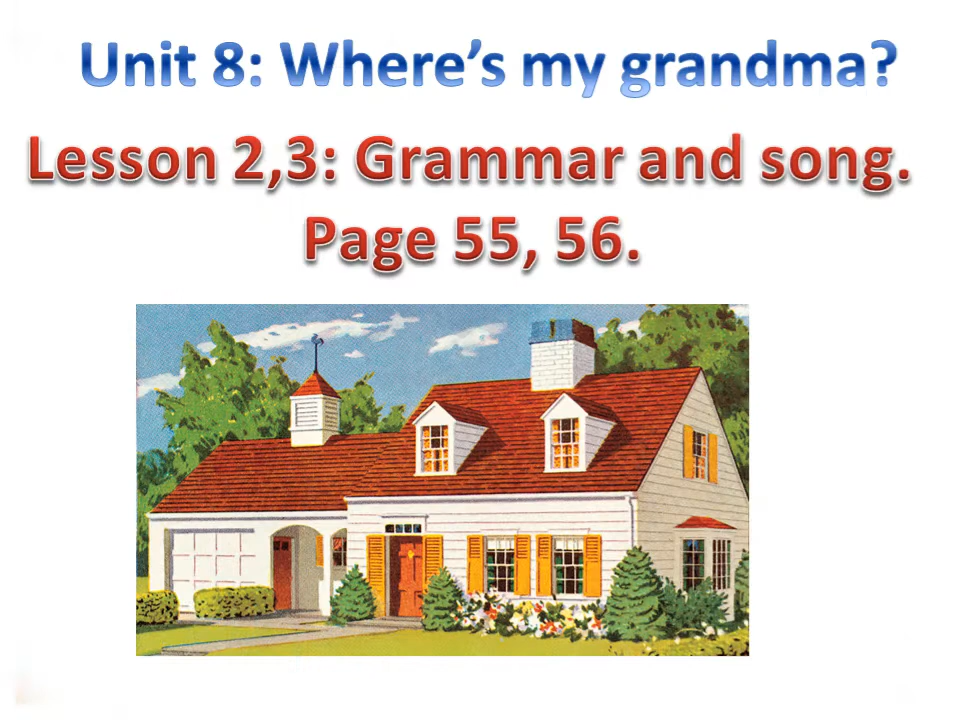 Unit 8: Where’s my grandma?
Lesson 2,3: Grammar and song.
Page 55, 56.